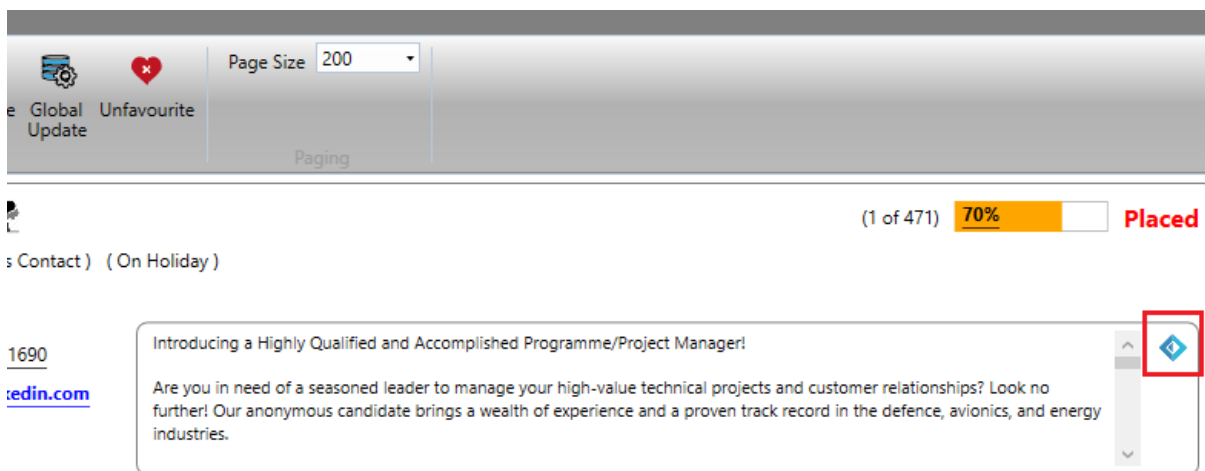 Page Size 200
e Global Unfavourite
Update
Paging
(1 of 471) 70% Placed
s Contact ) ( On Holiday )
1690
kedin.com
Introducing a Highly Qualified and Accomplished Programme/Project Manager!
Are you in need of a seasoned leader to manage your high-value technical projects and customer relationships? Look no
further! Our anonymous candidate brings a wealth of experience and a proven track record in the defence, avionics, and energy
industries.